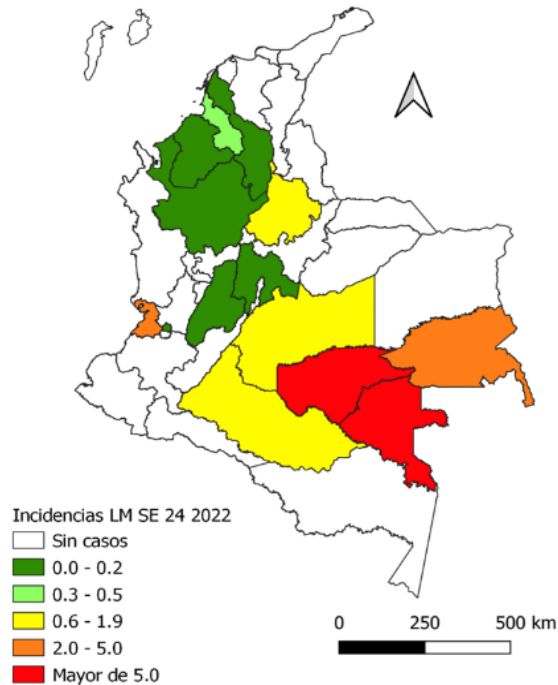 Incidencias LM SE 24 2022
Sin casos
0.0 - 0.2
0.3 - 0.5
0.6 - 1.9
2.0 - 5.0
Mayor de 5.0
0 250 500 km